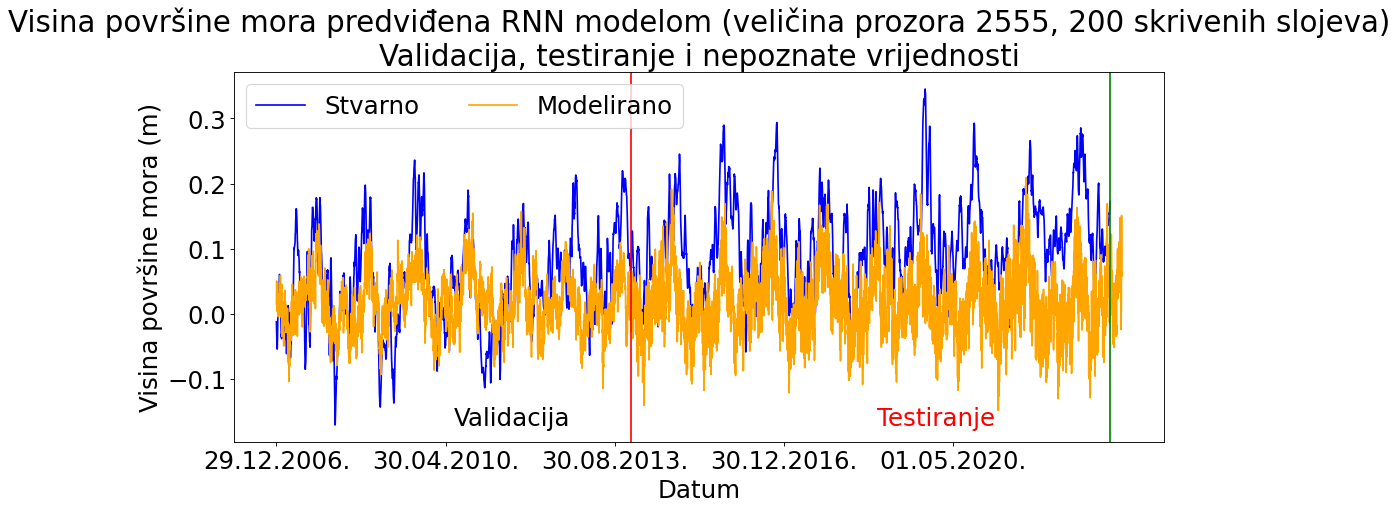 Visina površine mora predviđena RNN modelom (veličina prozora 2555, 200 skrivenih slojeva)
Validacija, testiranje i nepoznate vrijednosti
Stvarno
Modelirano
Visina površine mora (m)
0.3
0.2
0.1
0.0
−0.1
Validacija
Testiranje
29.12.2006.
30.04.2010.
30.08.2013.
30.12.2016.
01.05.2020.
Datum